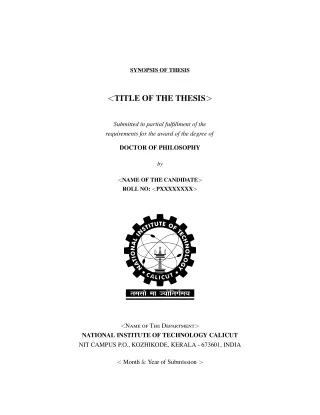 SYNOPSIS OF THESIS
<TITLE OF THE THESIS>
Submitted in partial fulfillment of the
requirements for the award of the degree of
DOCTOR OF PHILOSOPHY
by
<NAME OF THE CANDIDATE>
ROLL NO: <PXXXXXXXX>
NATIONAL INSTITUTE OF TECHNOLOGY
CALICUT
तमसो मा ज्योतिर्गमय
<Name of The Department>
NATIONAL INSTITUTE OF TECHNOLOGY CALICUT
NIT CAMPUS P.O., KOZHIKODE, KERALA - 673601, INDIA
< Month & Year of Submission >